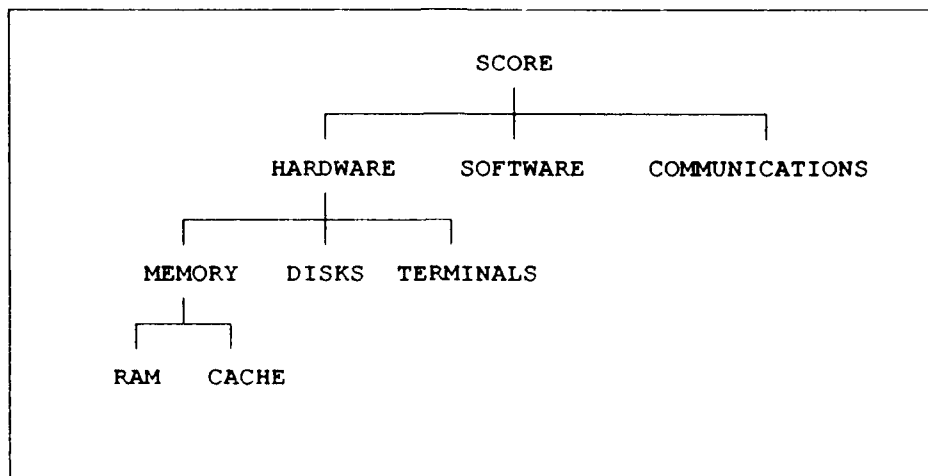 SCORE
HARDWARE SOFTWARE COMMUNICATIONS
MEMORY DISKS TERMINALS
RAM CACHE